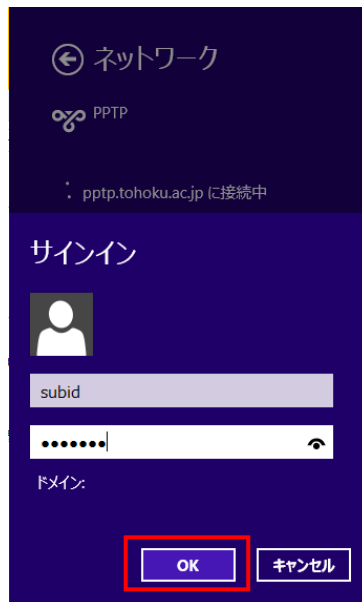 ネットワーク
PPTP
pptp.tohoku.ac.jp に接続中
サインイン
subid
•••••••
ドメイン:
OK キャンセル